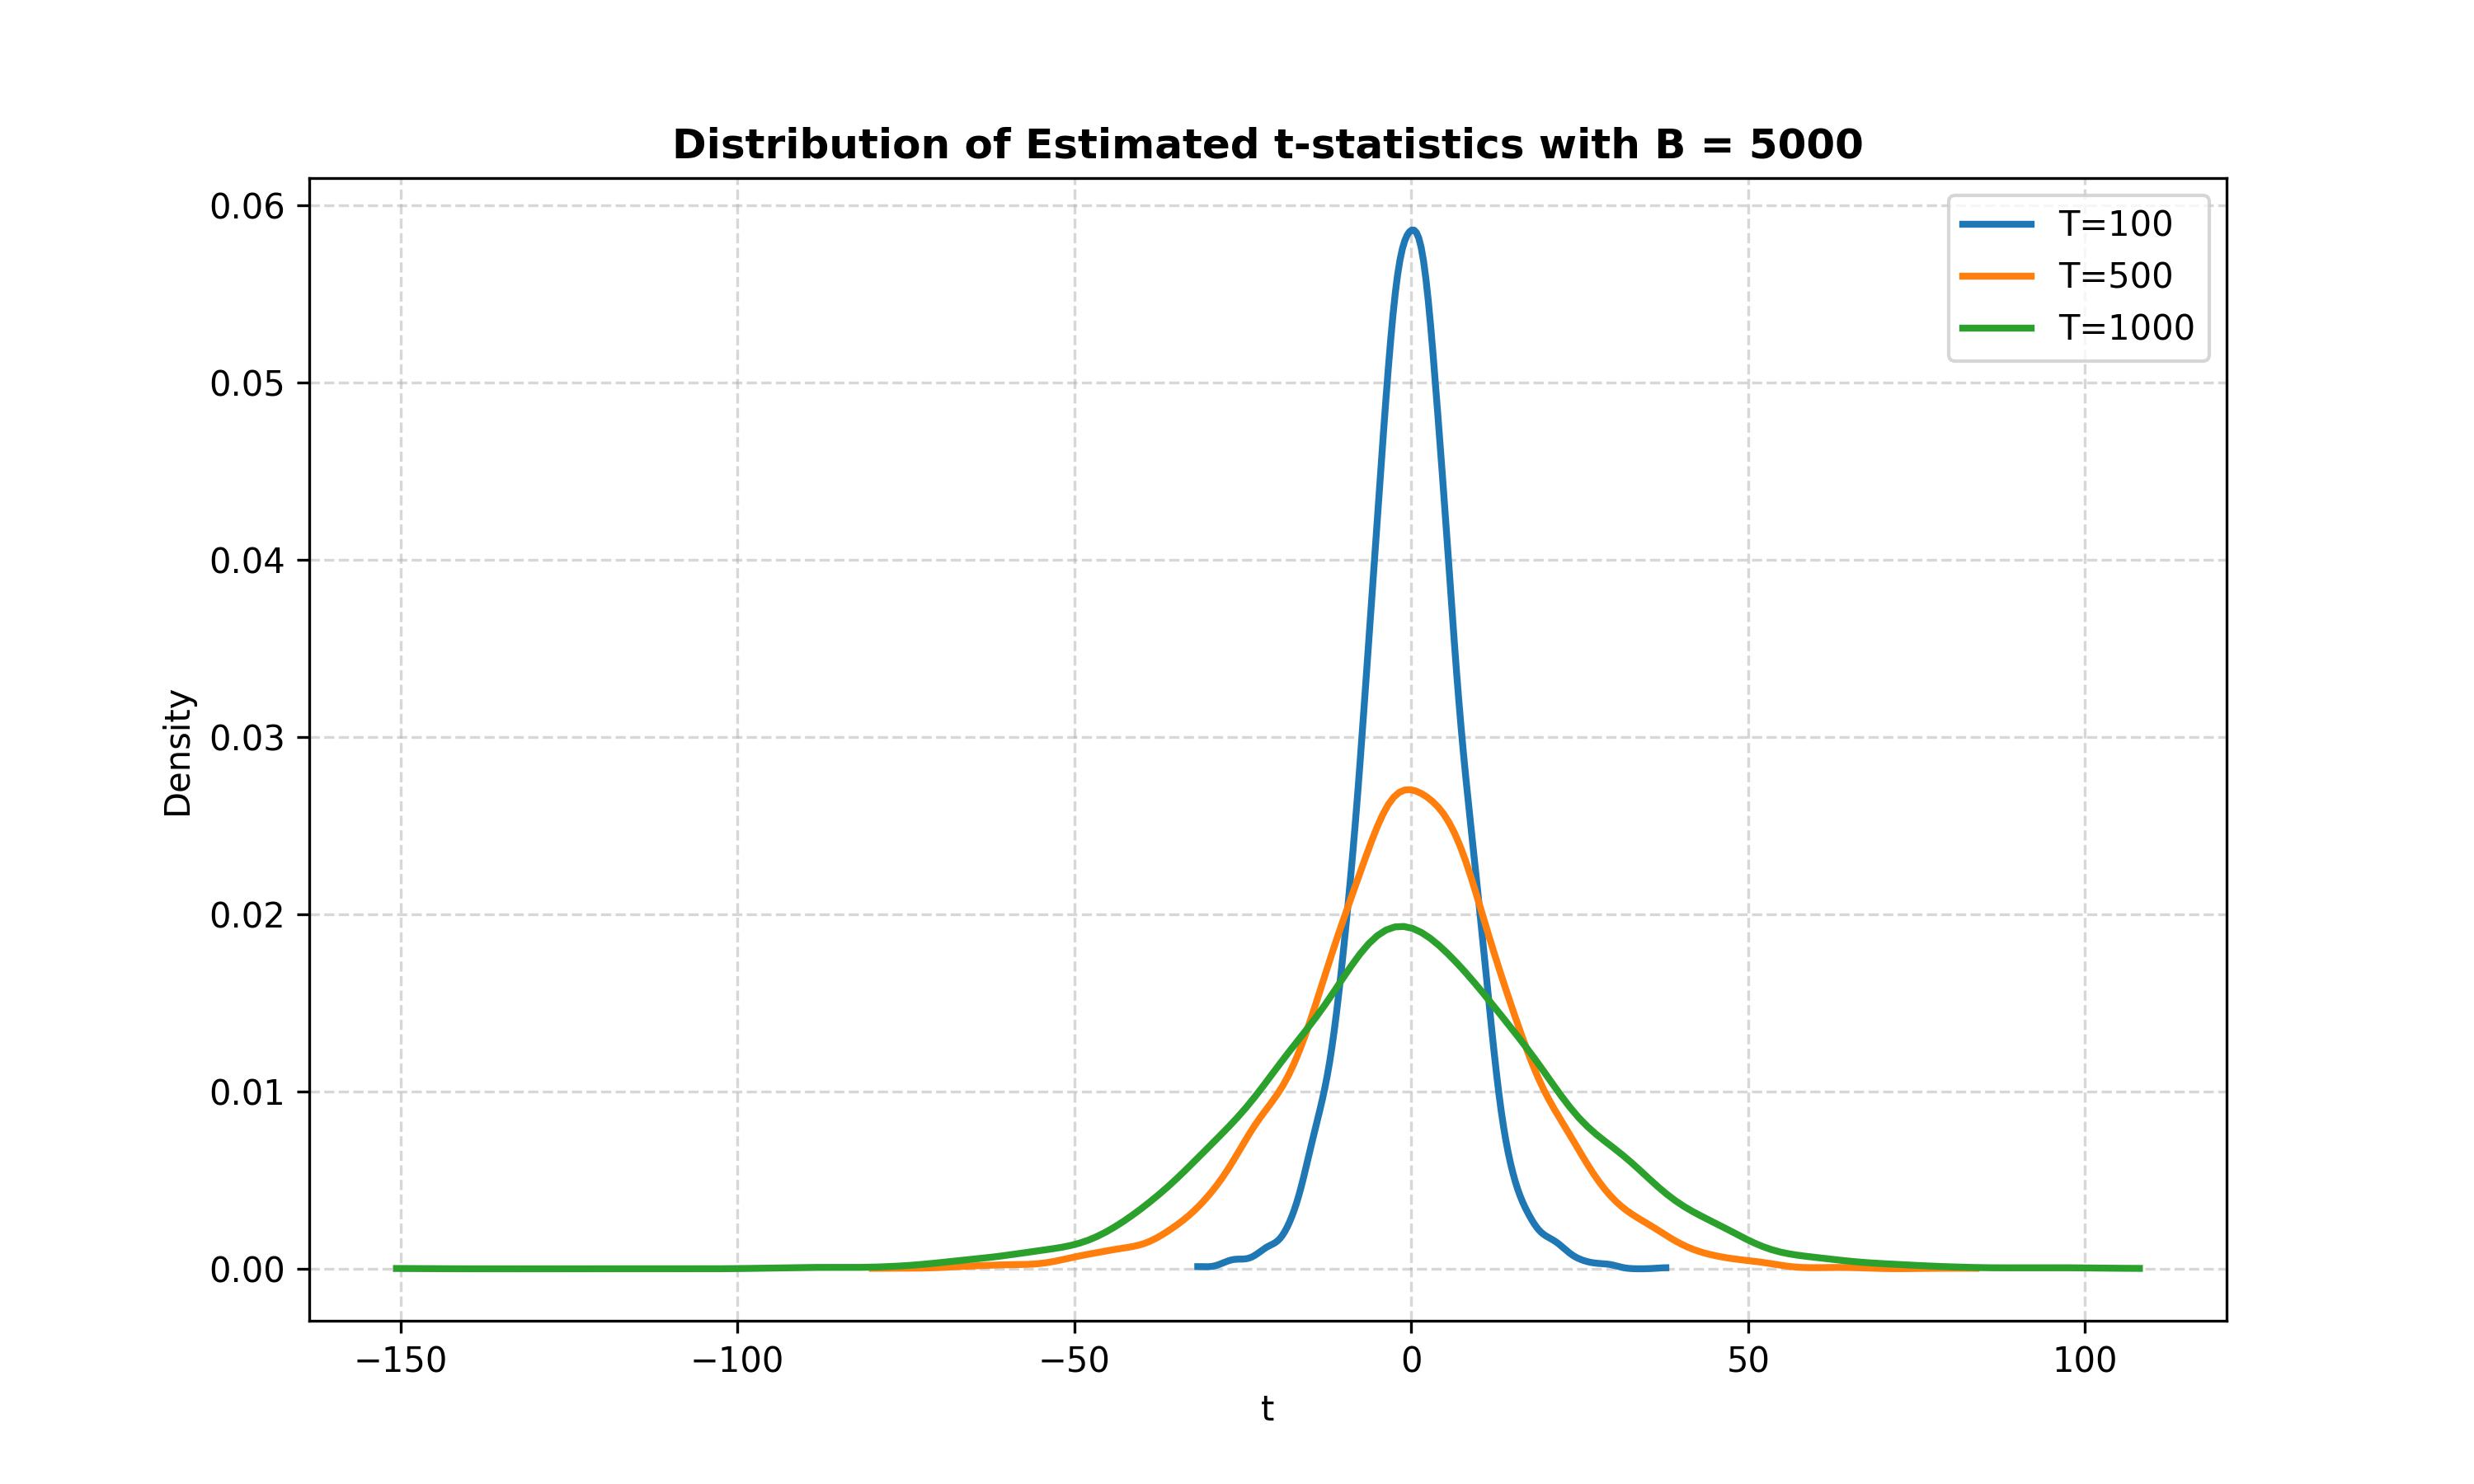 Distribution of Estimated t-statistics with B = 5000
T=100
T=500
T=1000
Density
0.06
0.05
0.04
0.03
0.02
0.01
0.00
−150 −100 −50 0 50 100
t